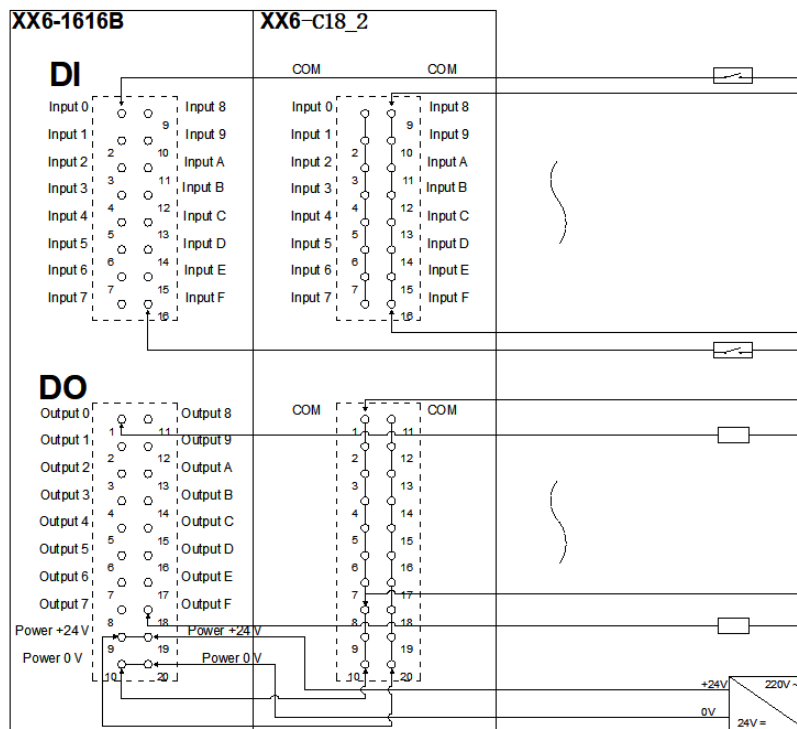 XX6-1616B XX6-C18_2
DI COM COM
Input 0 Input 8 Input 0 Input 8
9 9
Input 1 Input 9 Input 1 Input 9
2 10 2 10
Input 2 Input A Input 2 Input A
3 11 3 11
Input 3 Input B Input 3 Input B
4 12 4 12
Input 4 Input C Input 4 Input C
5 13 5 13
Input 5 Input D Input 5 Input D
6 14 6 14
Input 6 Input E Input 6 Input E
7 15 7 15
Input 7 Input F Input 7 Input F
16 16
DO
Output 0 Output 8 COM COM
1 11 1 11
Output 1 Output 9
2 12 2 12
Output 2 Output A
3 13 3 13
Output 3 Output B
4 14 4 14
Output 4 Output C
5 15 5 15
Output 5 Output D
6 16 6 16
Output 6 Output E
7 17 7 17
Output 7 Output F
8 18 8 18
Power +24 V Power +24 V
9 19 9 19
Power 0 V Power 0 V
10 20 10 20
+24V 220V ~
0V
24V =